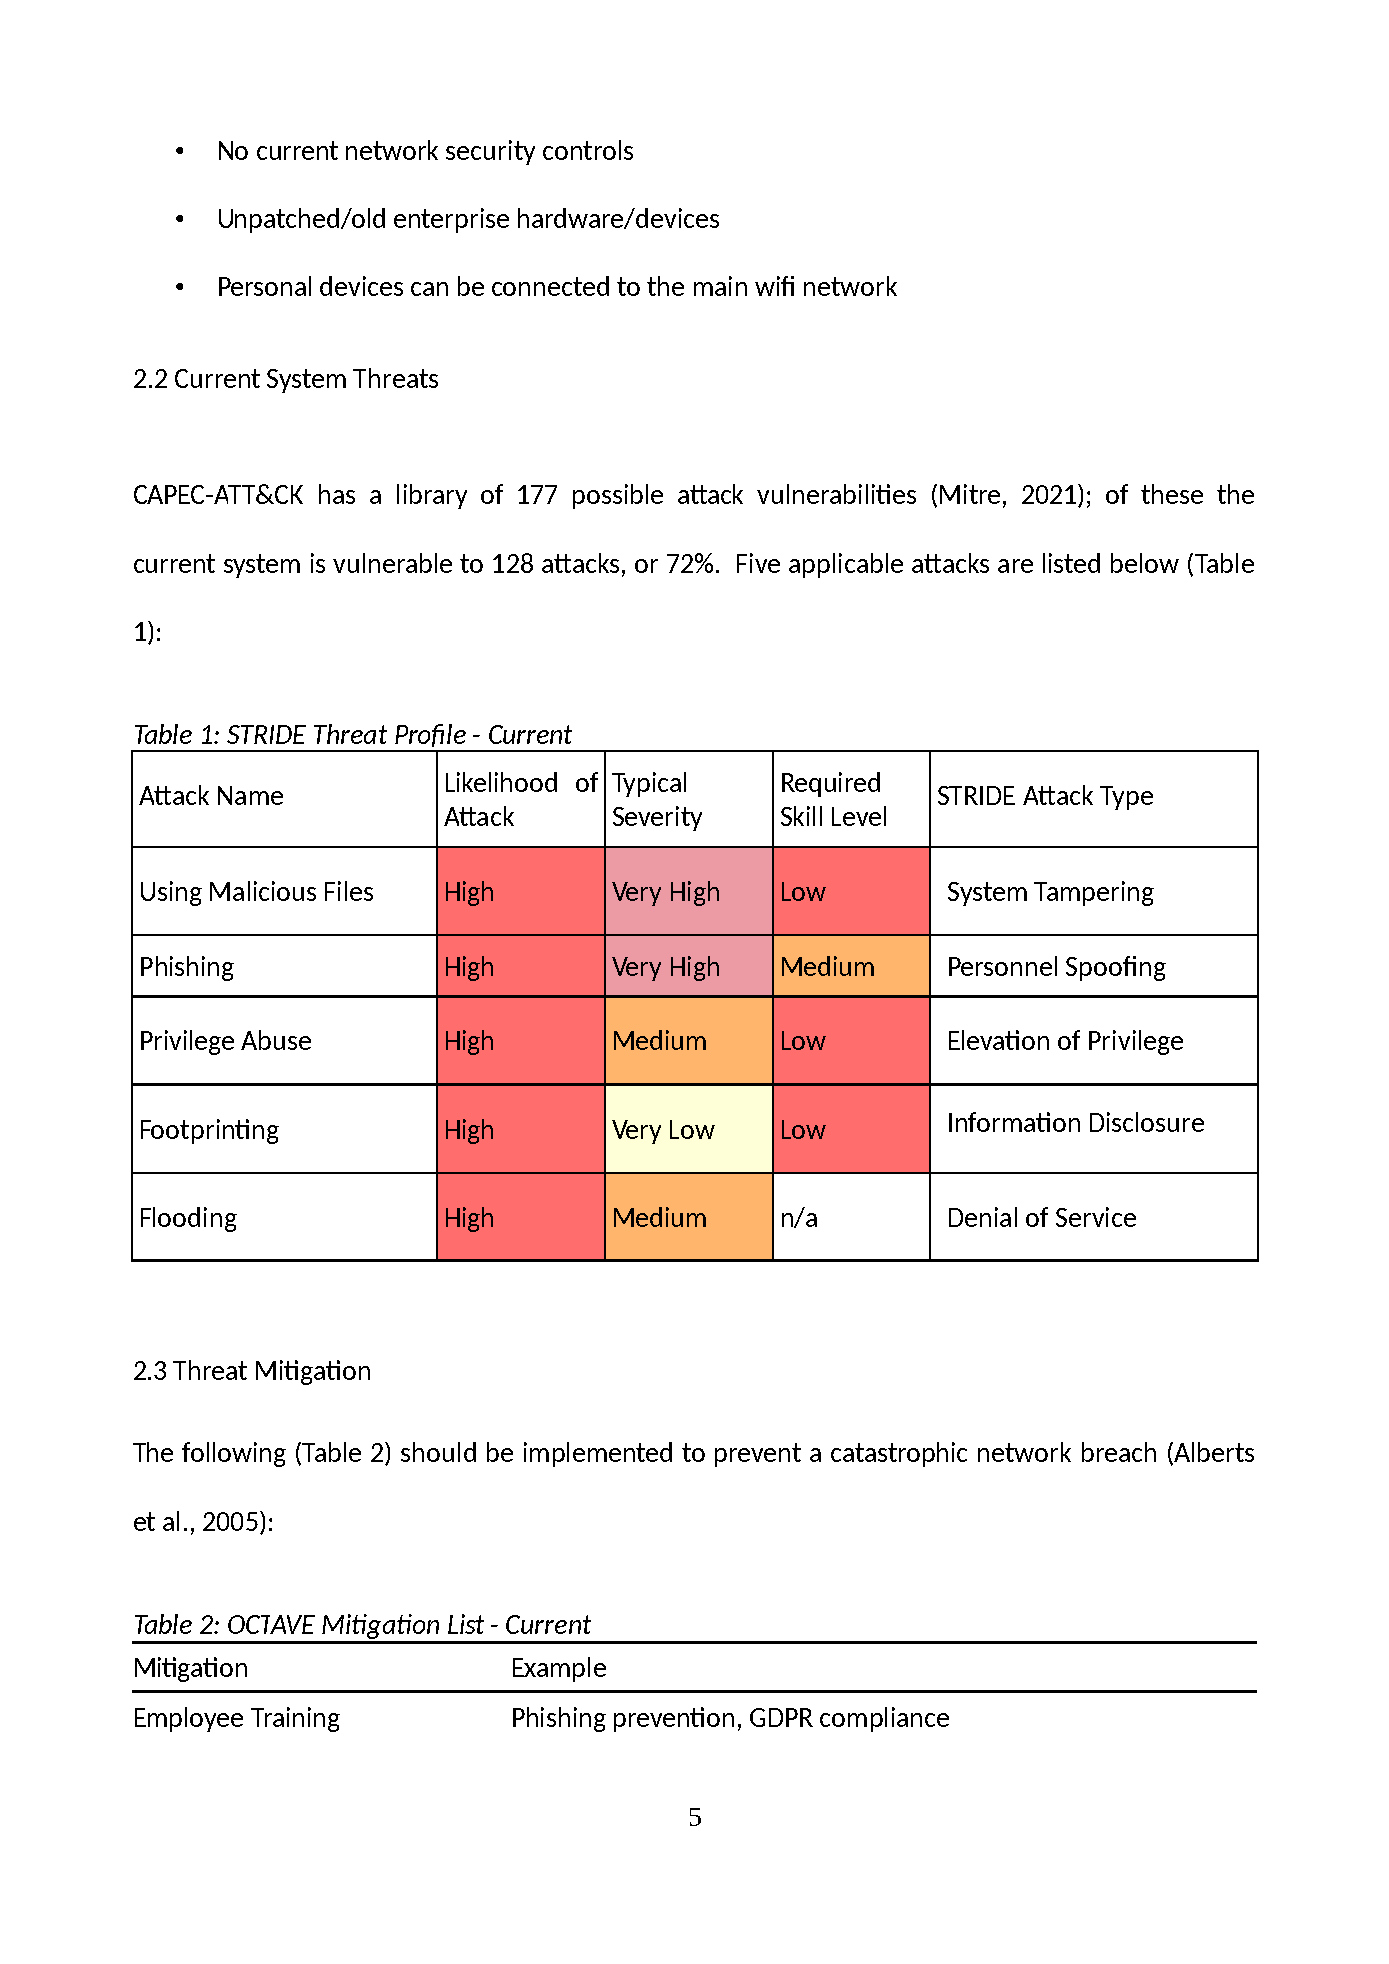 • No current network security controls
• Unpatched/old enterprise hardware/devices
• Personal devices can be connected to the main wifi network
2.2 Current System Threats
CAPEC-ATT&CK has a library of 177 possible attack vulnerabilities (Mitre, 2021); of these the
current system is vulnerable to 128 attacks, or 72%. Five applicable attacks are listed below (Table
1):
Table 1: STRIDE Threat Profile - Current
Attack Name Likelihood of Attack Typical Severity Required Skill Level STRIDE Attack Type
Using Malicious Files High Very High Low System Tampering
Phishing High Very High Medium Personnel Spoofing
Privilege Abuse High Medium Low Elevation of Privilege
Footprinting High Very Low Low Information Disclosure
Flooding High Medium n/a Denial of Service
2.3 Threat Mitigation
The following (Table 2) should be implemented to prevent a catastrophic network breach (Alberts
et al., 2005):
Table 2: OCTAVE Mitigation List - Current
Mitigation Example
Employee Training Phishing prevention, GDPR compliance
5